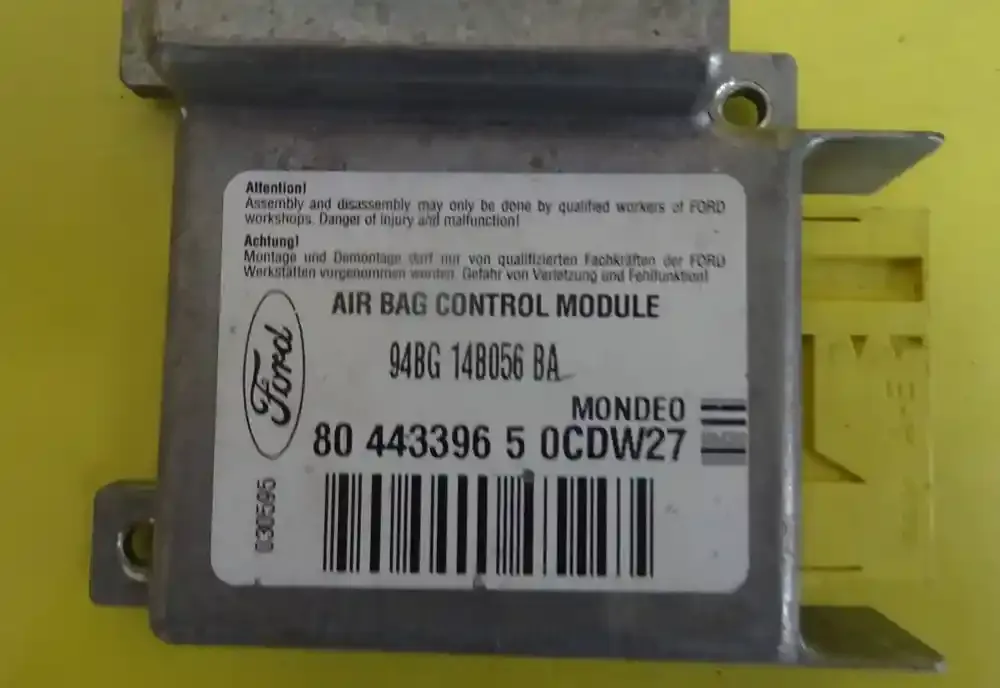 Attention!
Assembly and disassembly may only be done by qualified workers of FORD
workshops. Danger of injury and malfunction!
Achtung!
Montage und Demontage darf nur von qualifizierten Fachkräften der FORD
Werkstätten vorgenommen werden. Gefahr von Verletzung und Fehlfunktion!
AIR BAG CONTROL MODULE
Ford
94BG 14B056 BA
MONDEO
80 443396 5 0CDW27
030595